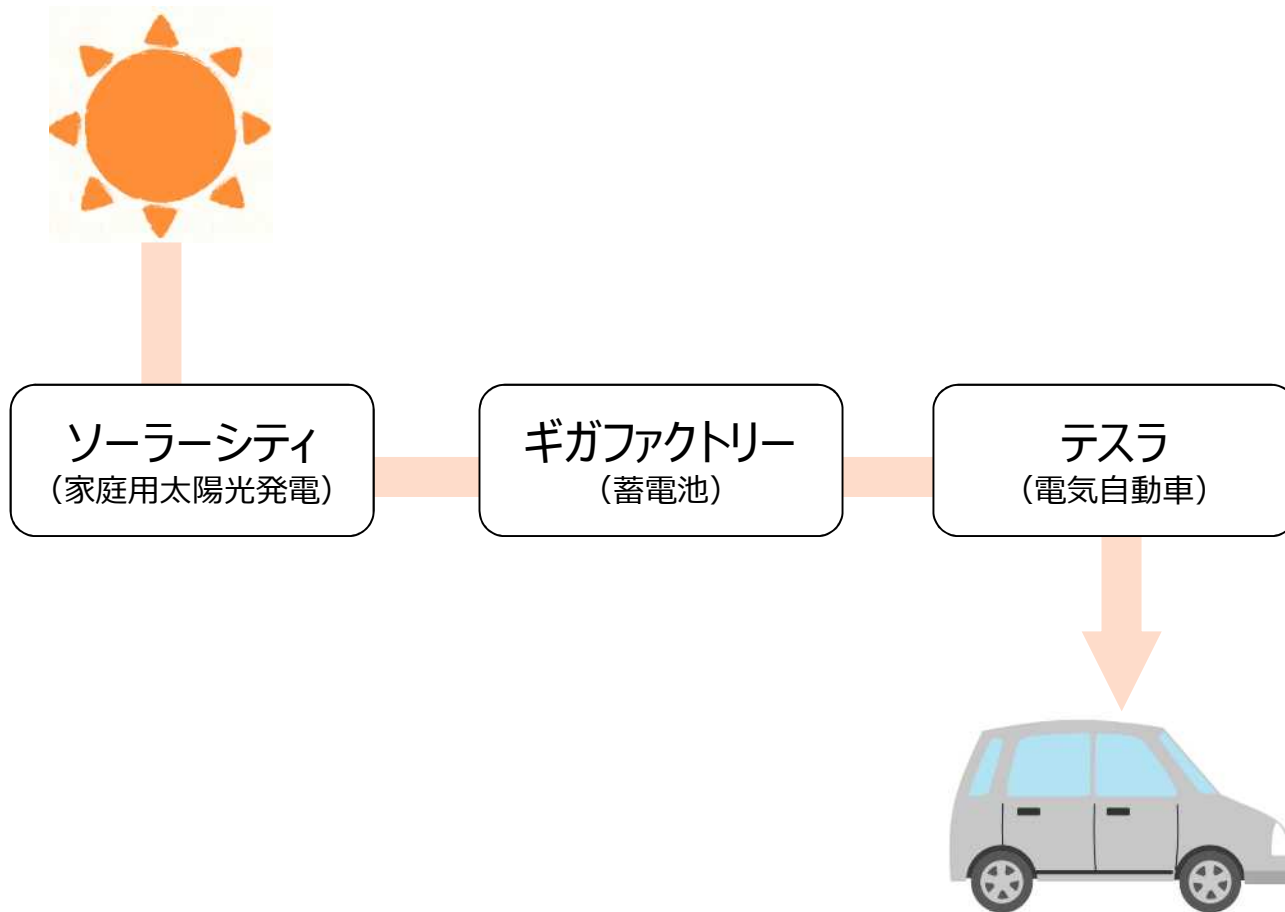 ソーラーシティ
（家庭用太陽光発電）
ギガファクトリー
（蓄電池）
テスラ
（電気自動車）